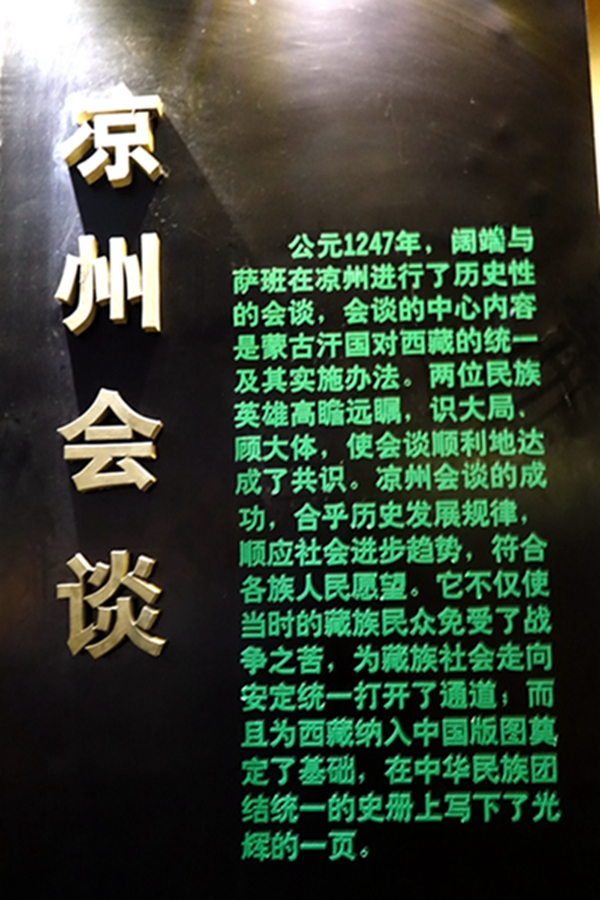 凉州会谈
公元1247年，阔端与
萨班在凉州进行了历史性
的会谈，会谈的中心内容
是蒙古汗国对西藏的统一
及其实施办法。两位民族
英雄高瞻远瞩，识大局、
顾大体，使会谈顺利地达
成了共识。凉州会谈的成
功，合乎历史发展规律，
顺应社会进步趋势，符合
各族人民愿望。它不仅使
当时的藏族民众免受了战
争之苦，为藏族社会走向
安定统一打开了通道；而
且为西藏纳入中国版图奠
定了基础，在中华民族团
结统一的史册上写下了光
辉的一页。